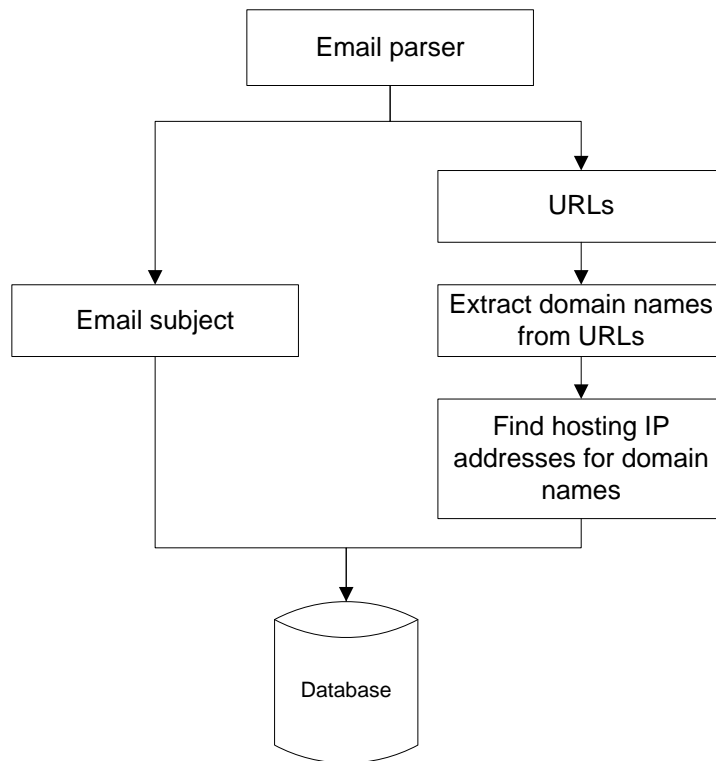 Email parser
URLs
Email subject
Extract domain names
from URLs
Find hosting IP
addresses for domain
names
Database